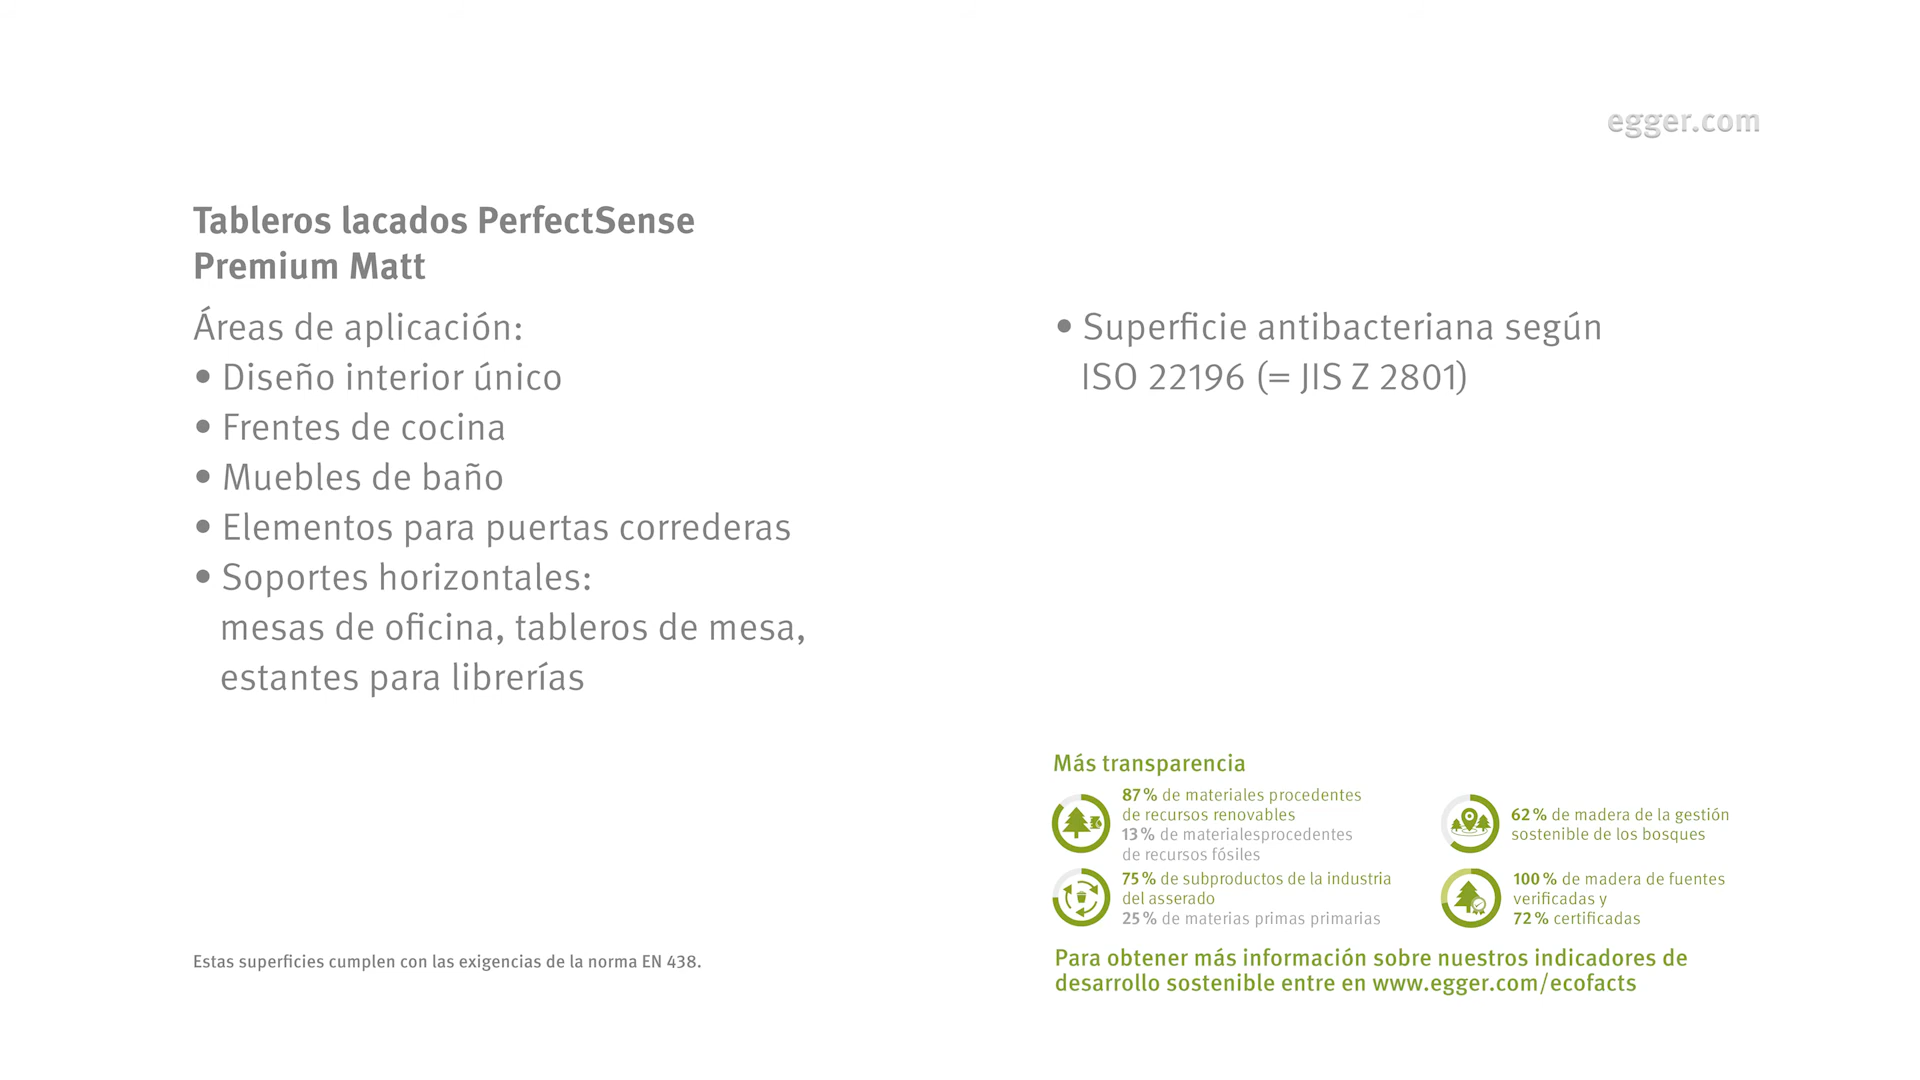 egger.com
Tableros lacados PerfectSense
Premium Matt
Áreas de aplicación:
• Diseño interior único
• Frentes de cocina
• Muebles de baño
• Elementos para puertas correderas
• Soportes horizontales:
mesas de oficina, tableros de mesa,
estantes para librerías
• Superficie antibacteriana según
ISO 22196 (= JIS Z 2801)
Más transparencia
87 % de materiales procedentes
de recursos renovables
13 % de materialesprocedentes
de recursos fósiles
62 % de madera de la gestión
sostenible de los bosques
75 % de subproductos de la industria
del asserado
25 % de materias primas primarias
100 % de madera de fuentes
verificadas y
72 % certificadas
Estas superficies cumplen con las exigencias de la norma EN 438.
Para obtener más información sobre nuestros indicadores de
desarrollo sostenible entre en www.egger.com/ecofacts